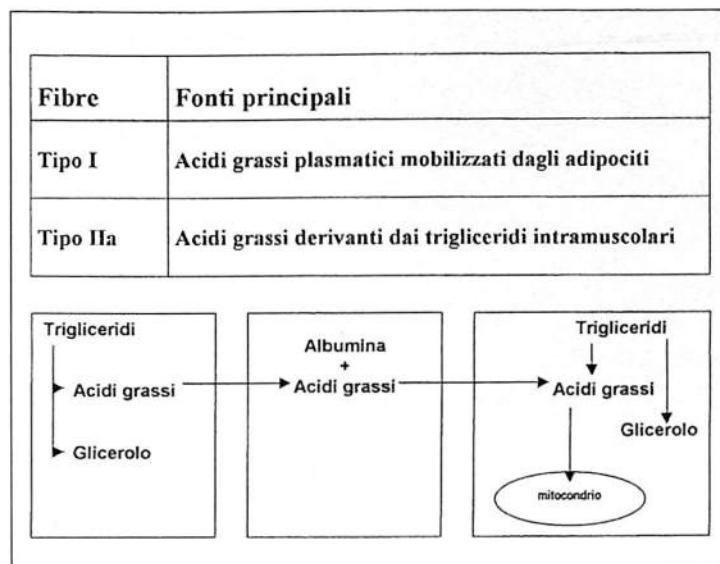 Fibre Fonti principali
Tipo I Acidi grassi plasmatici mobilizzati dagli adipociti
Tipo IIa Acidi grassi derivanti dai trigliceridi intramuscolari
Trigliceridi
Acidi grassi
Glicerolo
Albumina
+
Acidi grassi
Trigliceridi
Acidi grassi
Glicerolo
mitocondrio